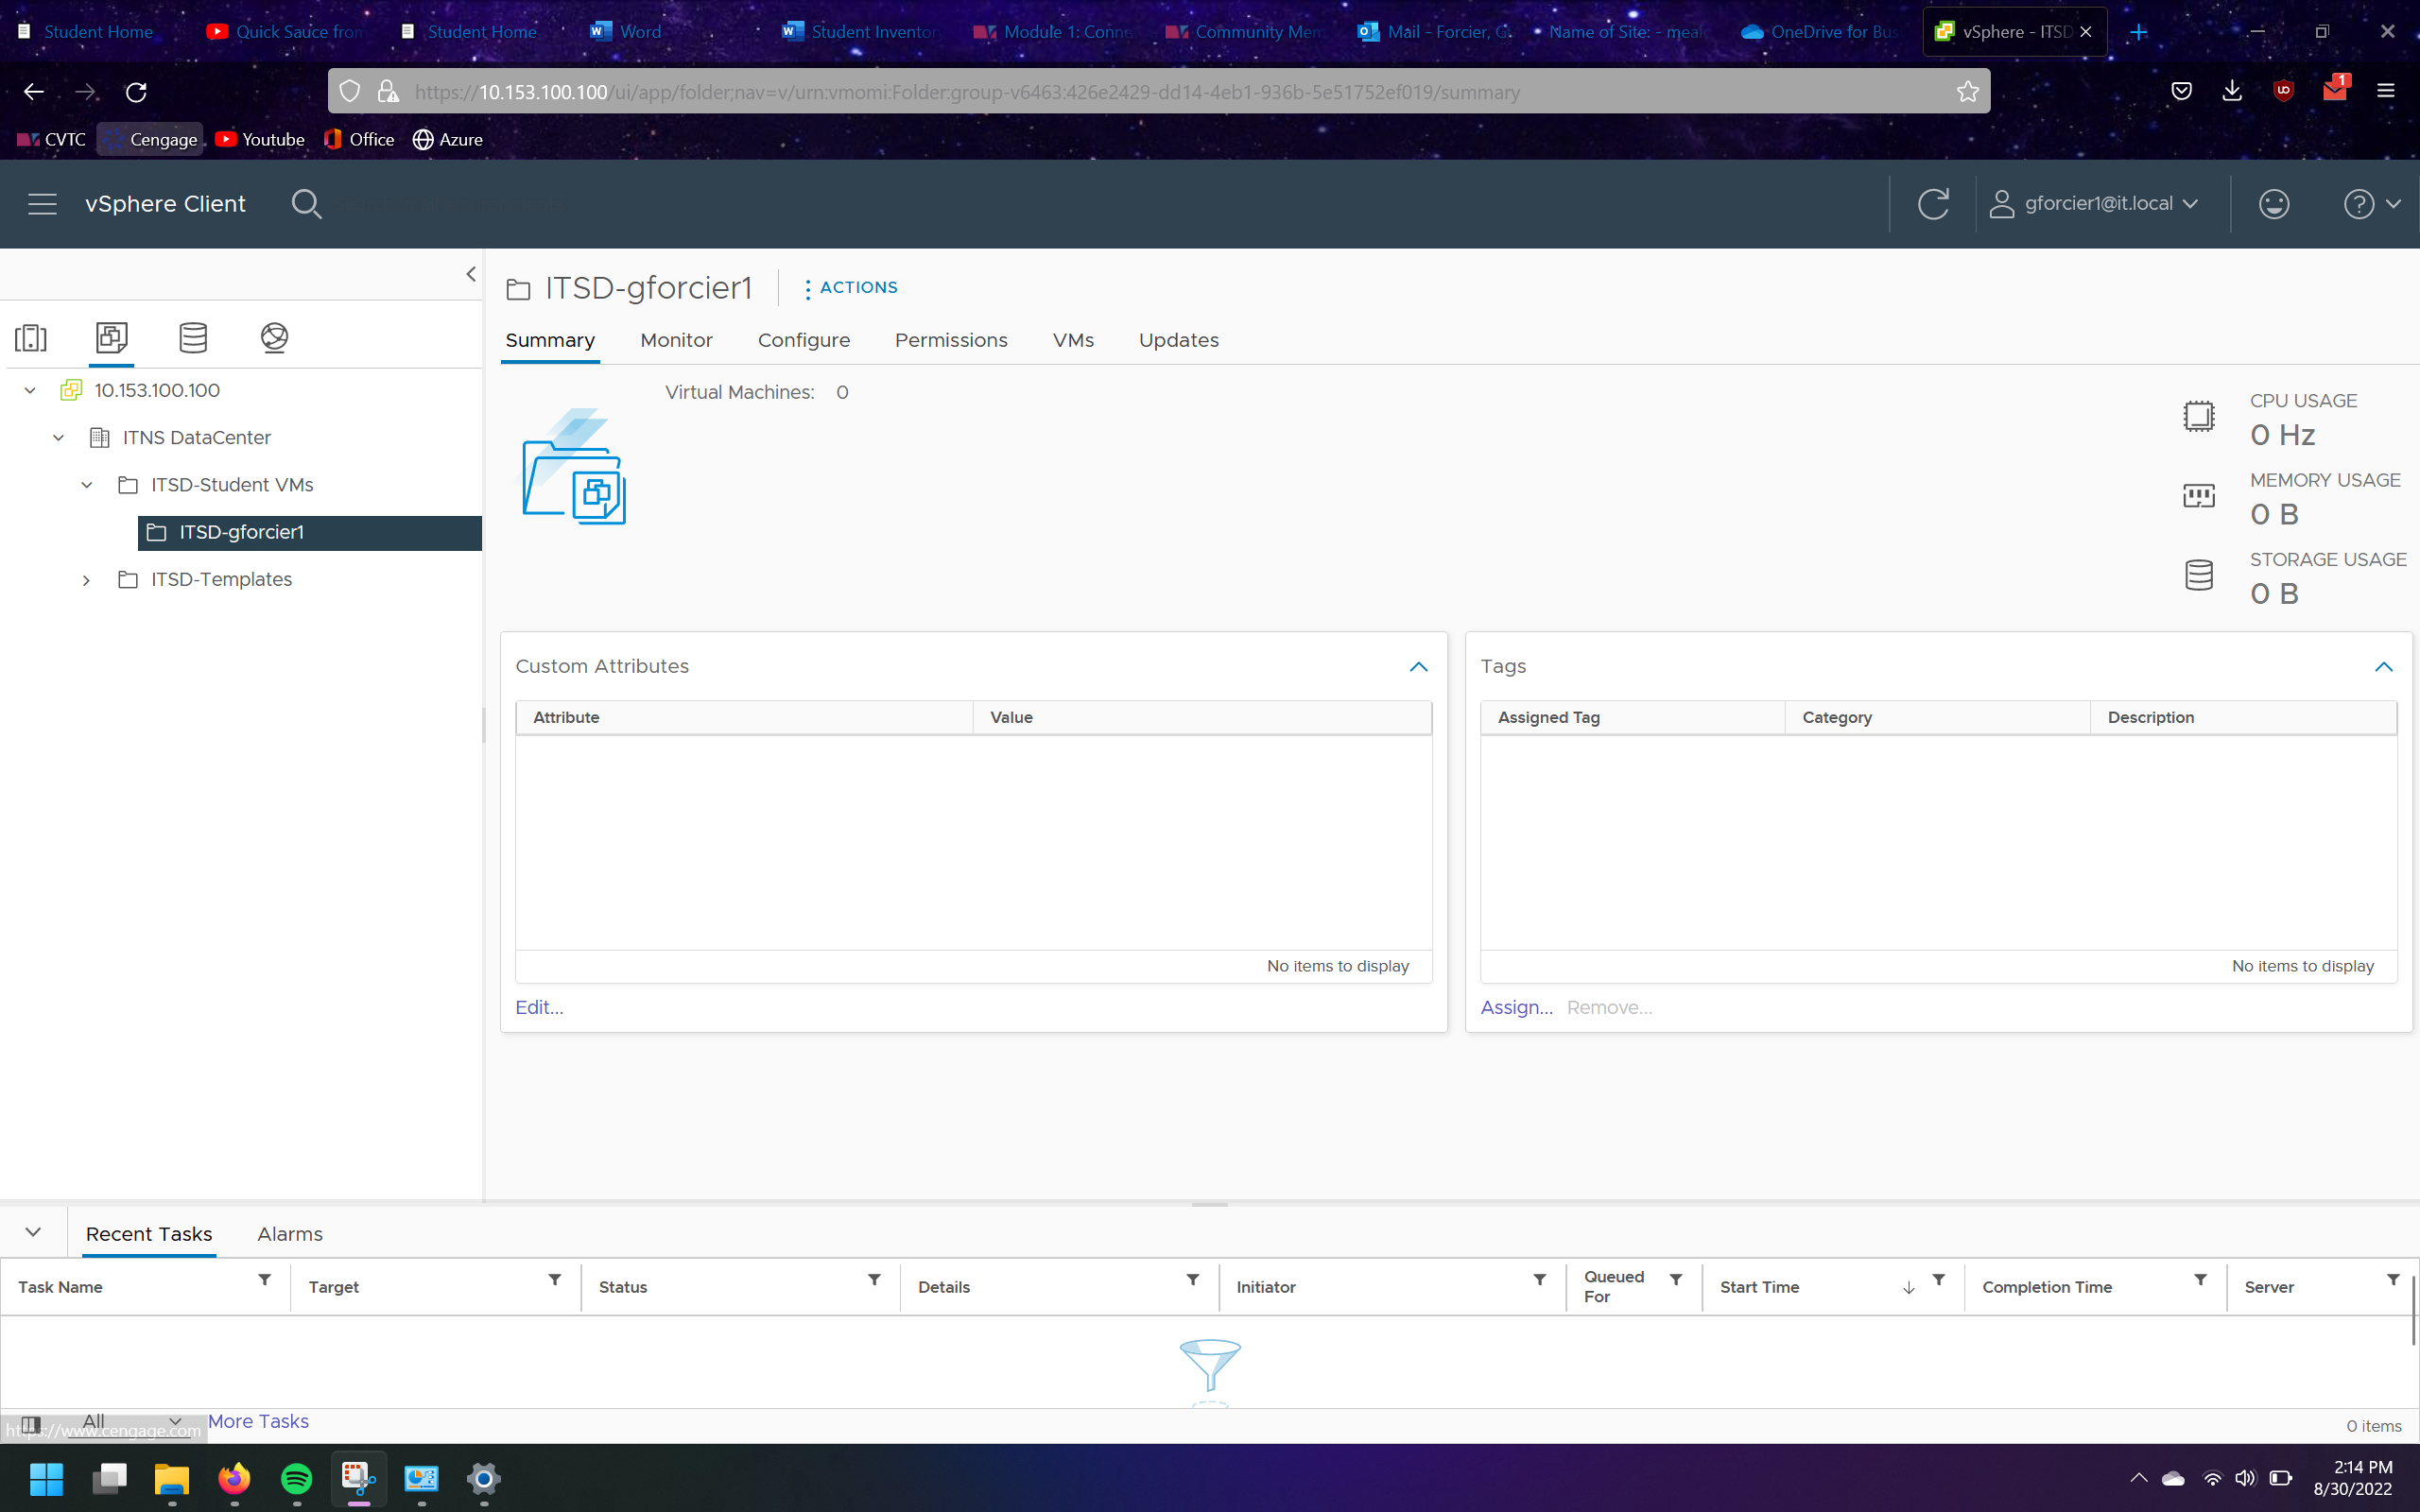 Student Home
Quick Sauce from
Student Home
Word
Student Inventor
Module 1: Conne
Community Mem
Mail - Forcier, G
Name of Site: - meal
OneDrive for Bus
vSphere - ITSD
https://10.153.100.100/ui/app/folder;nav=v/urn:vmomi:Folder:group-v6463:426e2429-dd14-4eb1-936b-5e51752ef019/summary
1
CVTC
Cengage
Youtube
Office
Azure
vSphere Client
gforcier1@it.local
ITSD-gforcier1
ACTIONS
Summary
Monitor
Configure
Permissions
VMs
Updates
10.153.100.100
ITNS DataCenter
ITSD-Student VMs
ITSD-gforcier1
ITSD-Templates
Virtual Machines: 0
CPU USAGE
0 Hz
MEMORY USAGE
0 B
STORAGE USAGE
0 B
Custom Attributes
Attribute
Value
No items to display
Edit...
Tags
Assigned Tag
Category
Description
No items to display
Assign...
Remove...
Recent Tasks
Alarms
Task Name
Target
Status
Details
Initiator
Queued
For
Start Time
Completion Time
Server
All
More Tasks
0 items
https://www.cengage.com
2:14 PM
8/30/2022